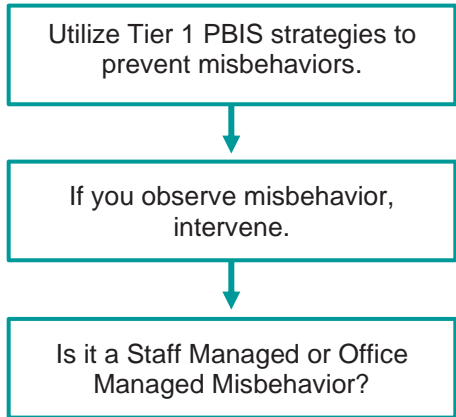 Utilize Tier 1 PBIS strategies to
prevent misbehaviors.
If you observe misbehavior,
intervene.
Is it a Staff Managed or Office
Managed Misbehavior?